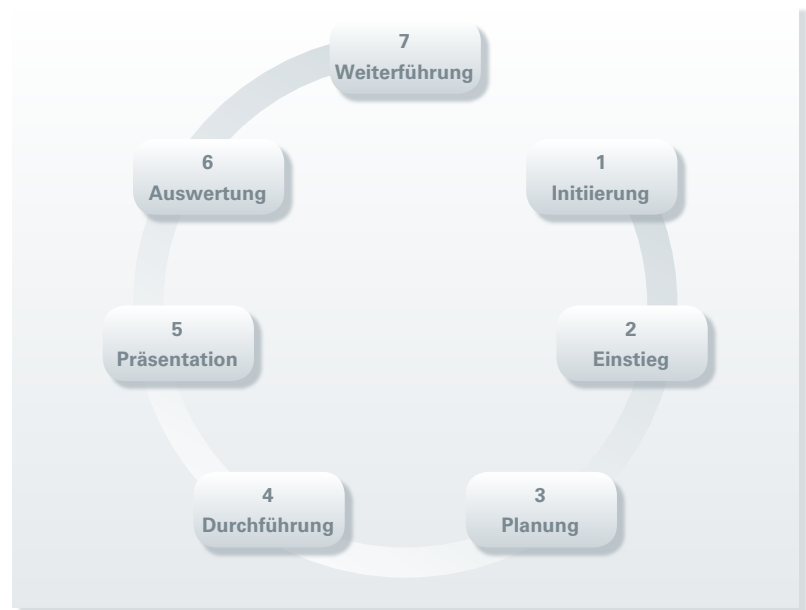 7
Weiterführung
6
Auswertung
1
Initiierung
5
Präsentation
2
Einstieg
4
Durchführung
3
Planung